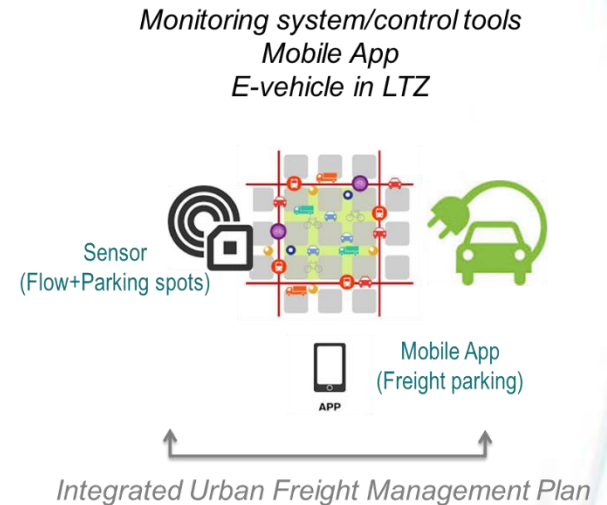 Monitoring system/control tools
Mobile App
E-vehicle in LTZ
Sensor
(Flow+Parking spots)
Mobile App
(Freight parking)
APP
Integrated Urban Freight Management Plan